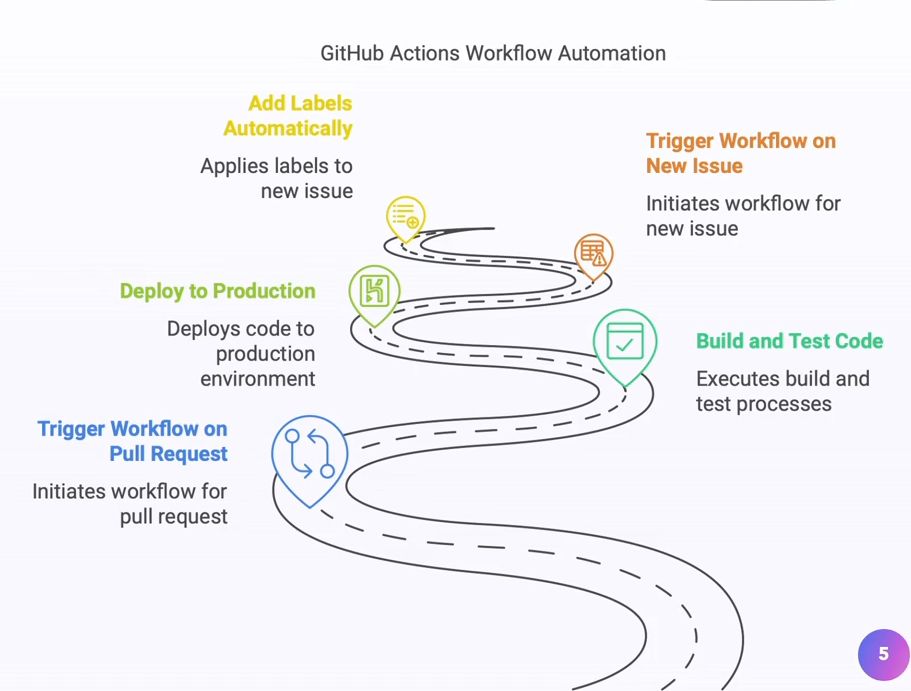 GitHub Actions Workflow Automation
Add Labels
Automatically
Applies labels to
new issue
Trigger Workflow on
New Issue
Initiates workflow for
new issue
Deploy to Production
Deploys code to
production
environment
Build and Test Code
Executes build and
test processes
Trigger Workflow on
Pull Request
Initiates workflow for
pull request
5